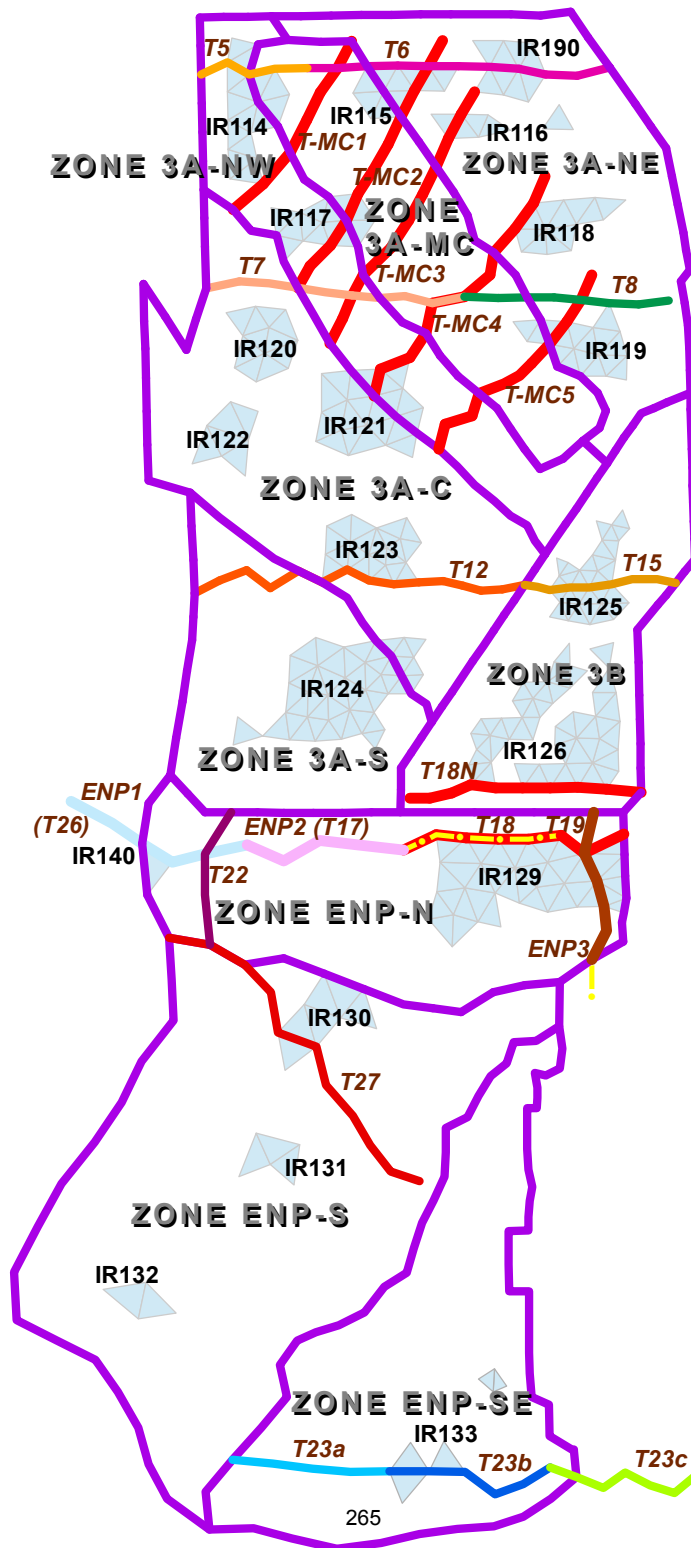 T5
T6
IR190
IR114
IR115
IR116
T-MC1
ZONE 3A-NW
ZONE 3A-NE
T-MC2
IR117
ZONE
3A-MC
IR118
T7
T-MC3
T8
T-MC4
IR120
IR119
T-MC5
IR121
IR122
ZONE 3A-C
IR123
T12
T15
IR125
ZONE 3B
IR124
IR126
ZONE 3A-S
T18N
ENP1
(T26)
ENP2 (T17)
T18
T19
IR140
T22
IR129
ZONE ENP-N
ENP3
IR130
T27
IR131
ZONE ENP-S
IR132
ZONE ENP-SE
IR133
T23a
T23b
T23c
265